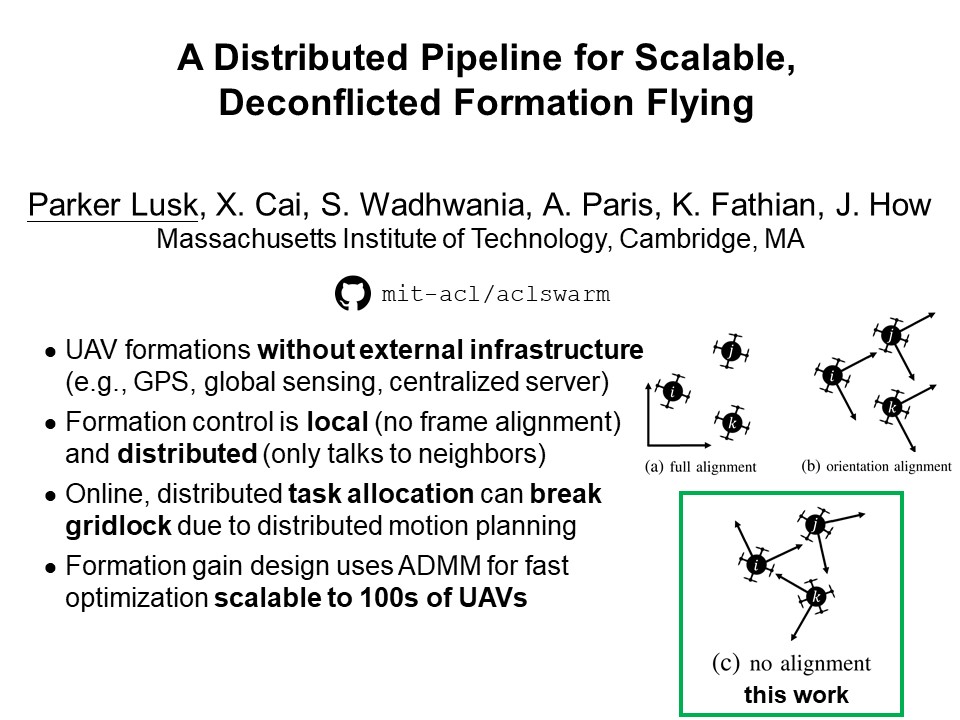 A Distributed Pipeline for Scalable,
Deconflicted Formation Flying
Parker Lusk, X. Cai, S. Wadhwania, A. Paris, K. Fathian, J. How
Massachusetts Institute of Technology, Cambridge, MA
mit-acl/aclswarm
• UAV formations without external infrastructure
(e.g., GPS, global sensing, centralized server)
• Formation control is local (no frame alignment)
and distributed (only talks to neighbors)
• Online, distributed task allocation can break
gridlock due to distributed motion planning
• Formation gain design uses ADMM for fast
optimization scalable to 100s of UAVs
j
i
k
(a) full alignment
j
i
k
(b) orientation alignment
j
i
k
(c) no alignment
this work